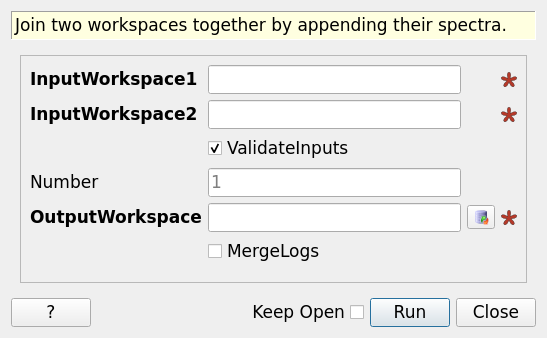 Join two workspaces together by appending their spectra.
InputWorkspace1
InputWorkspace2
ValidateInputs
Number 1
OutputWorkspace
MergeLogs
? Keep Open Run Close